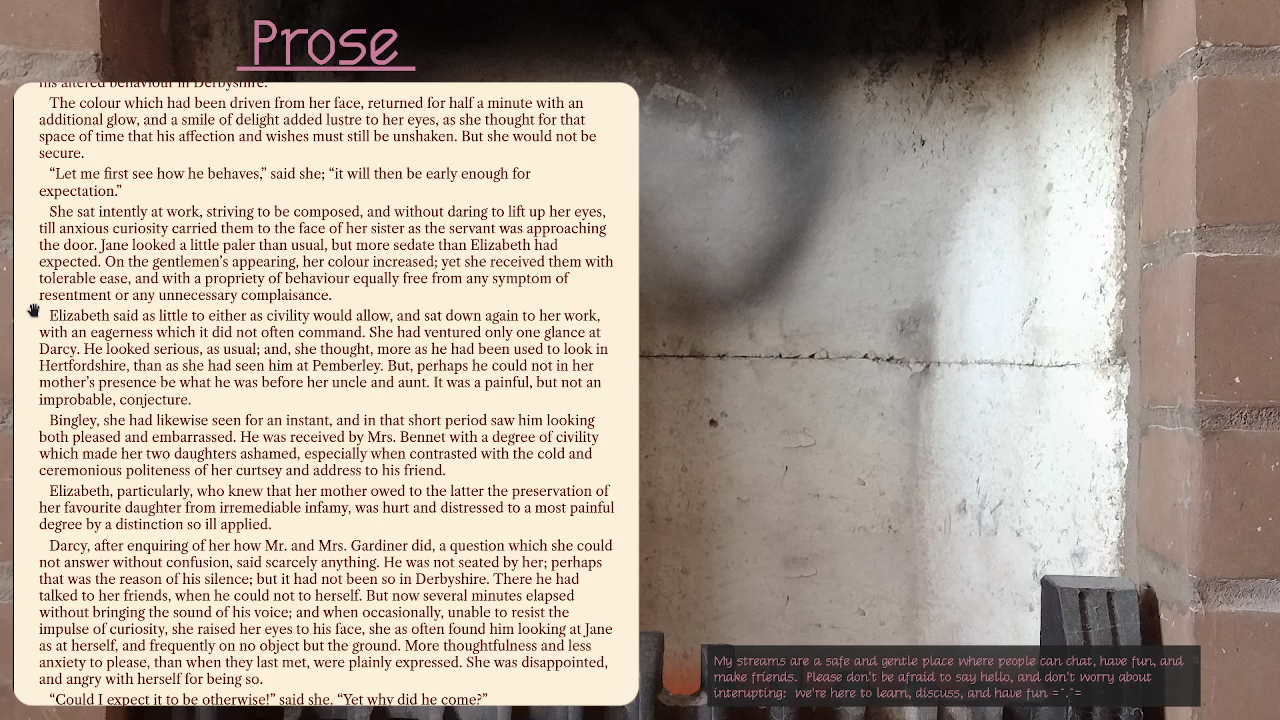 Prose
his altered behaviour in Derbyshire.
The colour which had been driven from her face, returned for half a minute with an
additional glow, and a smile of delight added lustre to her eyes, as she thought for that
space of time that his affection and wishes must still be unshaken. But she would not be
secure.
“Let me first see how he behaves,” said she; “it will then be early enough for
expectation.”
She sat intently at work, striving to be composed, and without daring to lift up her eyes,
till anxious curiosity carried them to the face of her sister as the servant was approaching
the door. Jane looked a little paler than usual, but more sedate than Elizabeth had
expected. On the gentlemen’s appearing, her colour increased; yet she received them with
tolerable ease, and with a propriety of behaviour equally free from any symptom of
resentment or any unnecessary complaisance.
Elizabeth said as little to either as civility would allow, and sat down again to her work,
with an eagerness which it did not often command. She had ventured only one glance at
Darcy. He looked serious, as usual; and, she thought, more as he had been used to look in
Hertfordshire, than as she had seen him at Pemberley. But, perhaps he could not in her
mother’s presence be what he was before her uncle and aunt. It was a painful, but not an
improbable, conjecture.
Bingley, she had likewise seen for an instant, and in that short period saw him looking
both pleased and embarrassed. He was received by Mrs. Bennet with a degree of civility
which made her two daughters ashamed, especially when contrasted with the cold and
ceremonious politeness of her curtsey and address to his friend.
Elizabeth, particularly, who knew that her mother owed to the latter the preservation of
her favourite daughter from irremediable infamy, was hurt and distressed to a most painful
degree by a distinction so ill applied.
Darcy, after enquiring of her how Mr. and Mrs. Gardiner did, a question which she could
not answer without confusion, said scarcely anything. He was not seated by her; perhaps
that was the reason of his silence; but it had not been so in Derbyshire. There he had
talked to her friends, when he could not to herself. But now several minutes elapsed
without bringing the sound of his voice; and when occasionally, unable to resist the
impulse of curiosity, she raised her eyes to his face, she as often found him looking at Jane
as at herself, and frequently on no object but the ground. More thoughtfulness and less
anxiety to please, than when they last met, were plainly expressed. She was disappointed,
and angry with herself for being so.
“Could I expect it to be otherwise!” said she. “Yet why did he come?”
My streams are a safe and gentle place where people can chat, have fun, and
make friends. Please don't be afraid to say hello, and don't worry about
interupting: we're here to learn, discuss, and have fun =^.^=